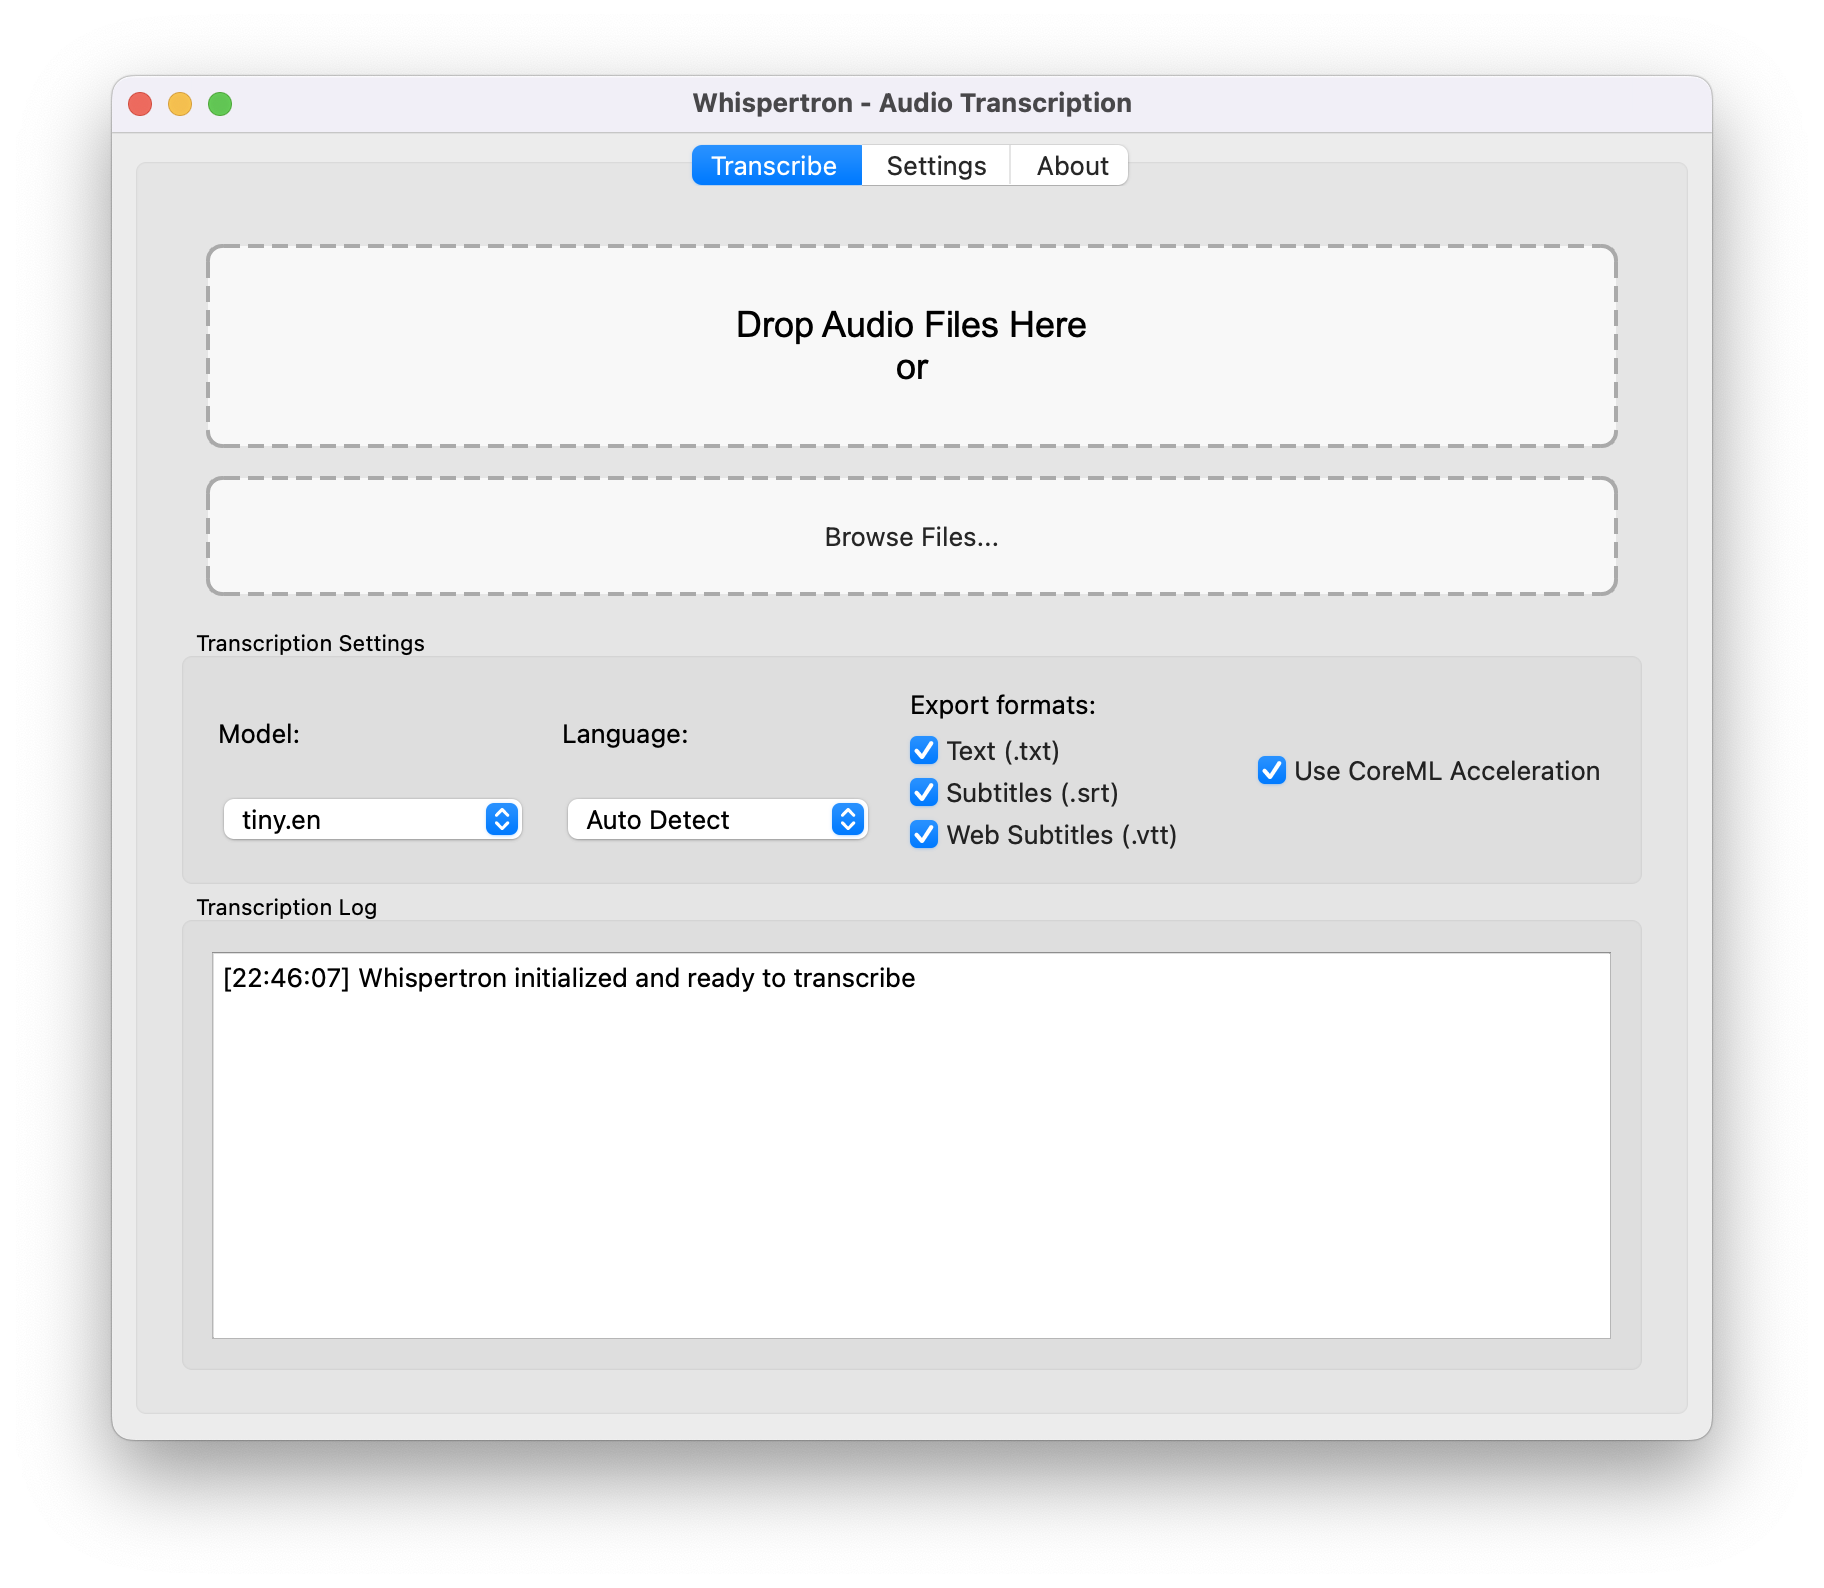 Whispertron - Audio Transcription
Transcribe Settings About
Drop Audio Files Here
or
Browse Files...
Transcription Settings
Model:
tiny.en
Language:
Auto Detect
Export formats:
Text (.txt)
Subtitles (.srt)
Web Subtitles (.vtt)
Use CoreML Acceleration
Transcription Log
[22:46:07] Whispertron initialized and ready to transcribe